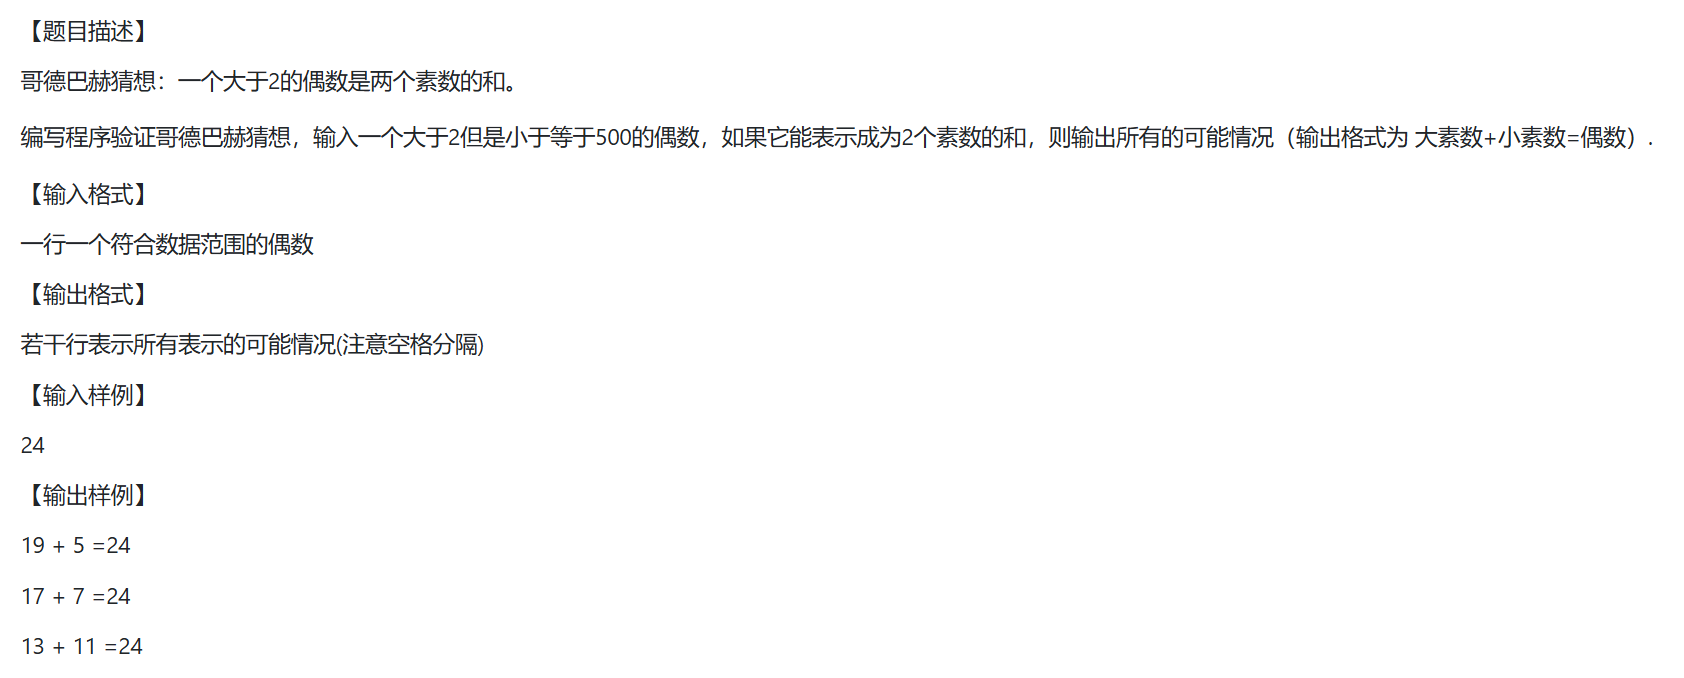 【题目描述】
哥德巴赫猜想：一个大于2的偶数是两个素数的和。
编写程序验证哥德巴赫猜想，输入一个大于2但是小于等于500的偶数，如果它能表示成为2个素数的和，则输出所有的可能情况（输出格式为 大素数+小素数=偶数）.
【输入格式】
一行一个符合数据范围的偶数
【输出格式】
若干行表示所有表示的可能情况(注意空格分隔)
【输入样例】
24
【输出样例】
19 + 5 =24
17 + 7 =24
13 + 11 =24